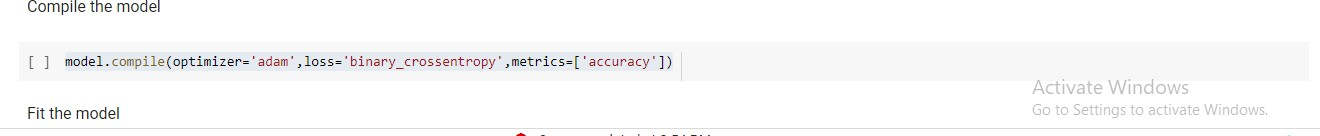 Compile the model
[ ] model.compile(optimizer='adam',loss='binary_crossentropy',metrics=['accuracy'])
Activate Windows
Go to Settings to activate Windows.
Fit the model